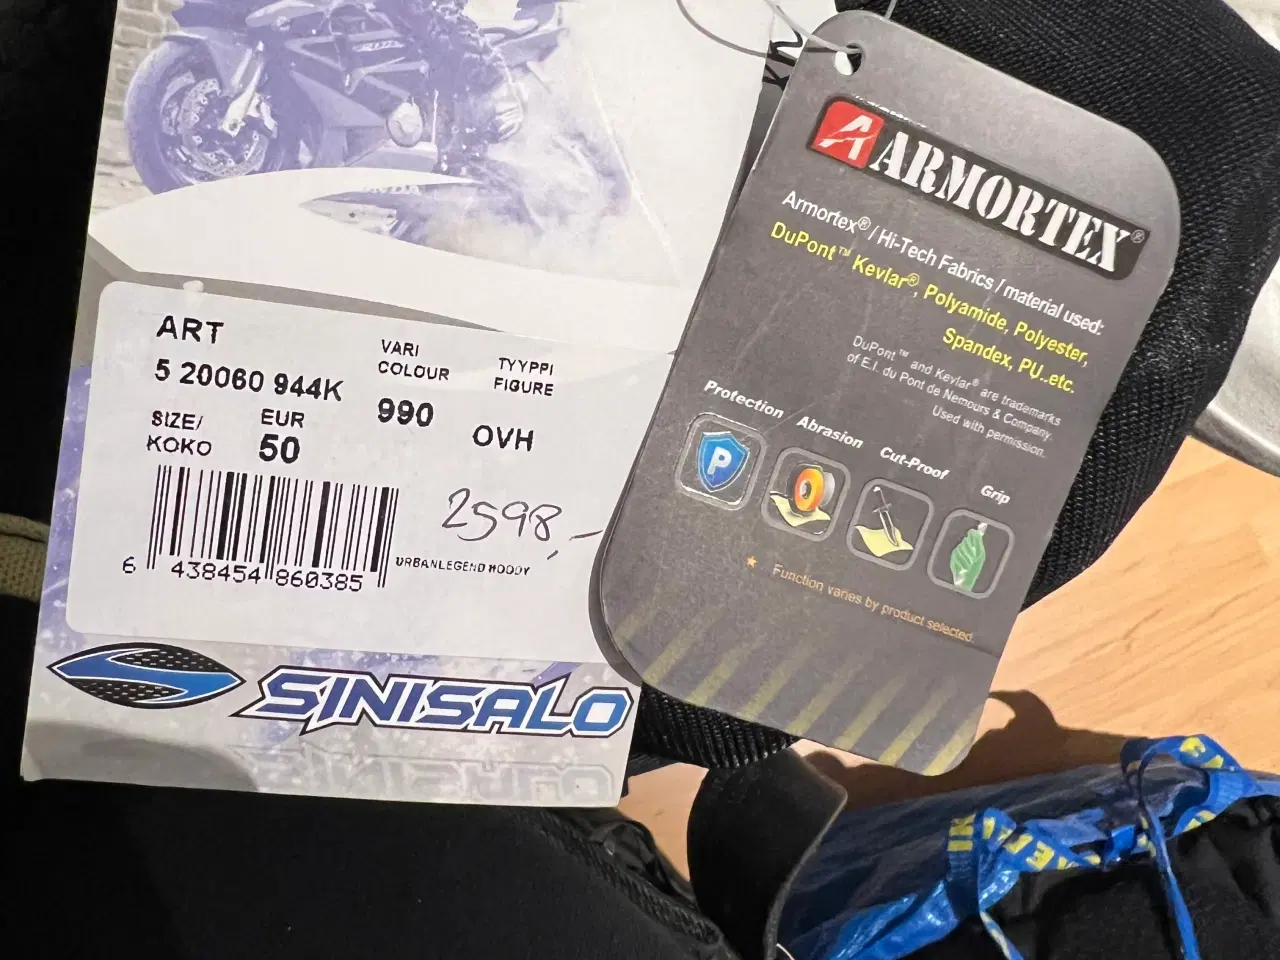 ART
5 20060 944K
VARI
COLOUR
990
TYYPPI
FIGURE
OVH
SIZE/
KOKO
EUR
50
2598,-
6 438454 860385
URBANLEGEND HOODY
SINISALO
A ARMORTEX®
Armortex® / Hi-Tech Fabrics / material used:
DuPont™ Kevlar®, Polyamide, Polyester,
Spandex, PU..etc.
DuPont™ and Kevlar® are trademarks
of E.I. du Pont de Nemours & Company.
Used with permission.
Protection
Abrasion
Cut-Proof
Grip
P
★ Function varies by product selected.